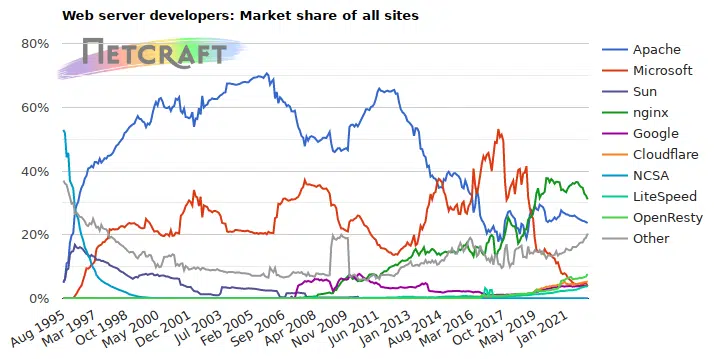 Web server developers: Market share of all sites
NETCRAFT
80%
60%
40%
20%
0%
Aug 1995
Mar 1997
Oct 1998
May 2000
Dec 2001
Jul 2003
Feb 2005
Sep 2006
Apr 2008
Nov 2009
Jun 2011
Jan 2013
Aug 2014
Mar 2016
Oct 2017
May 2019
Jan 2021
Apache
Microsoft
Sun
nginx
Google
Cloudflare
NCSA
LiteSpeed
OpenResty
Other